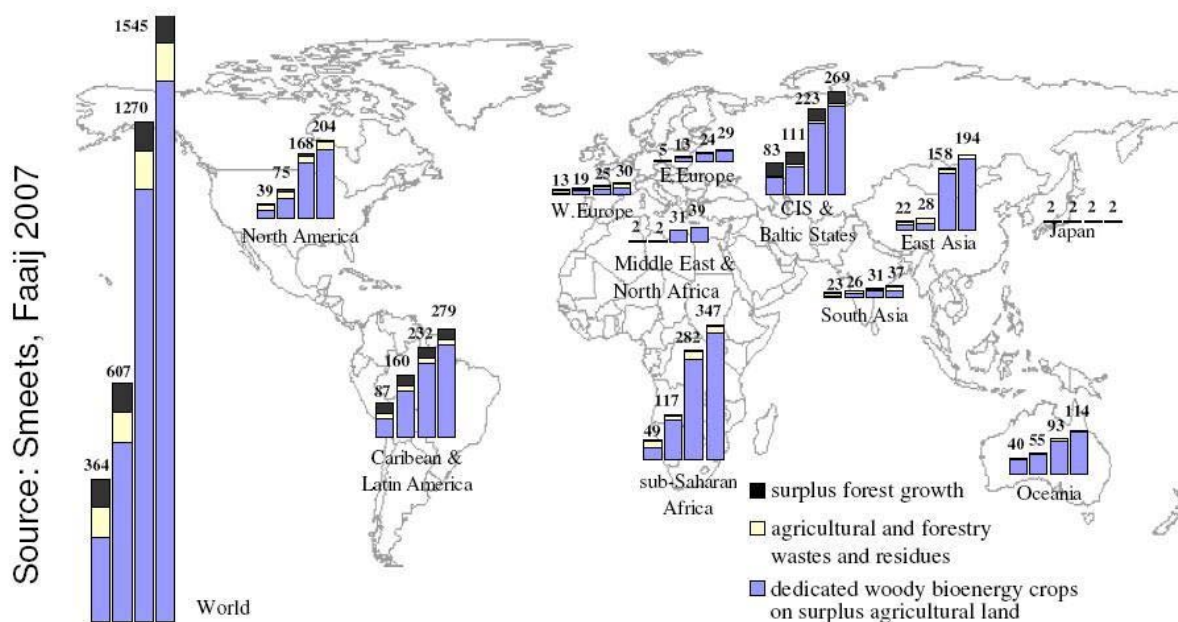 Source: Smeets, Faaij 2007
1545
1270
607
364
World
39 75 168 204
North America
87 160 232 279
Caribean &
Latin America
13 19 25 30
W.Europe
5 13 24 29
E.Europe
83 111 223 269
CIS &
Baltic States
2 2 31 39
Middle East &
North Africa
49 117 282 347
sub-Saharan
Africa
22 28 158 194
East Asia
2 2 2 2
Japan
23 26 31 37
South Asia
40 55 93 114
Oceania
surplus forest growth
agricultural and forestry
wastes and residues
dedicated woody bioenergy crops
on surplus agricultural land